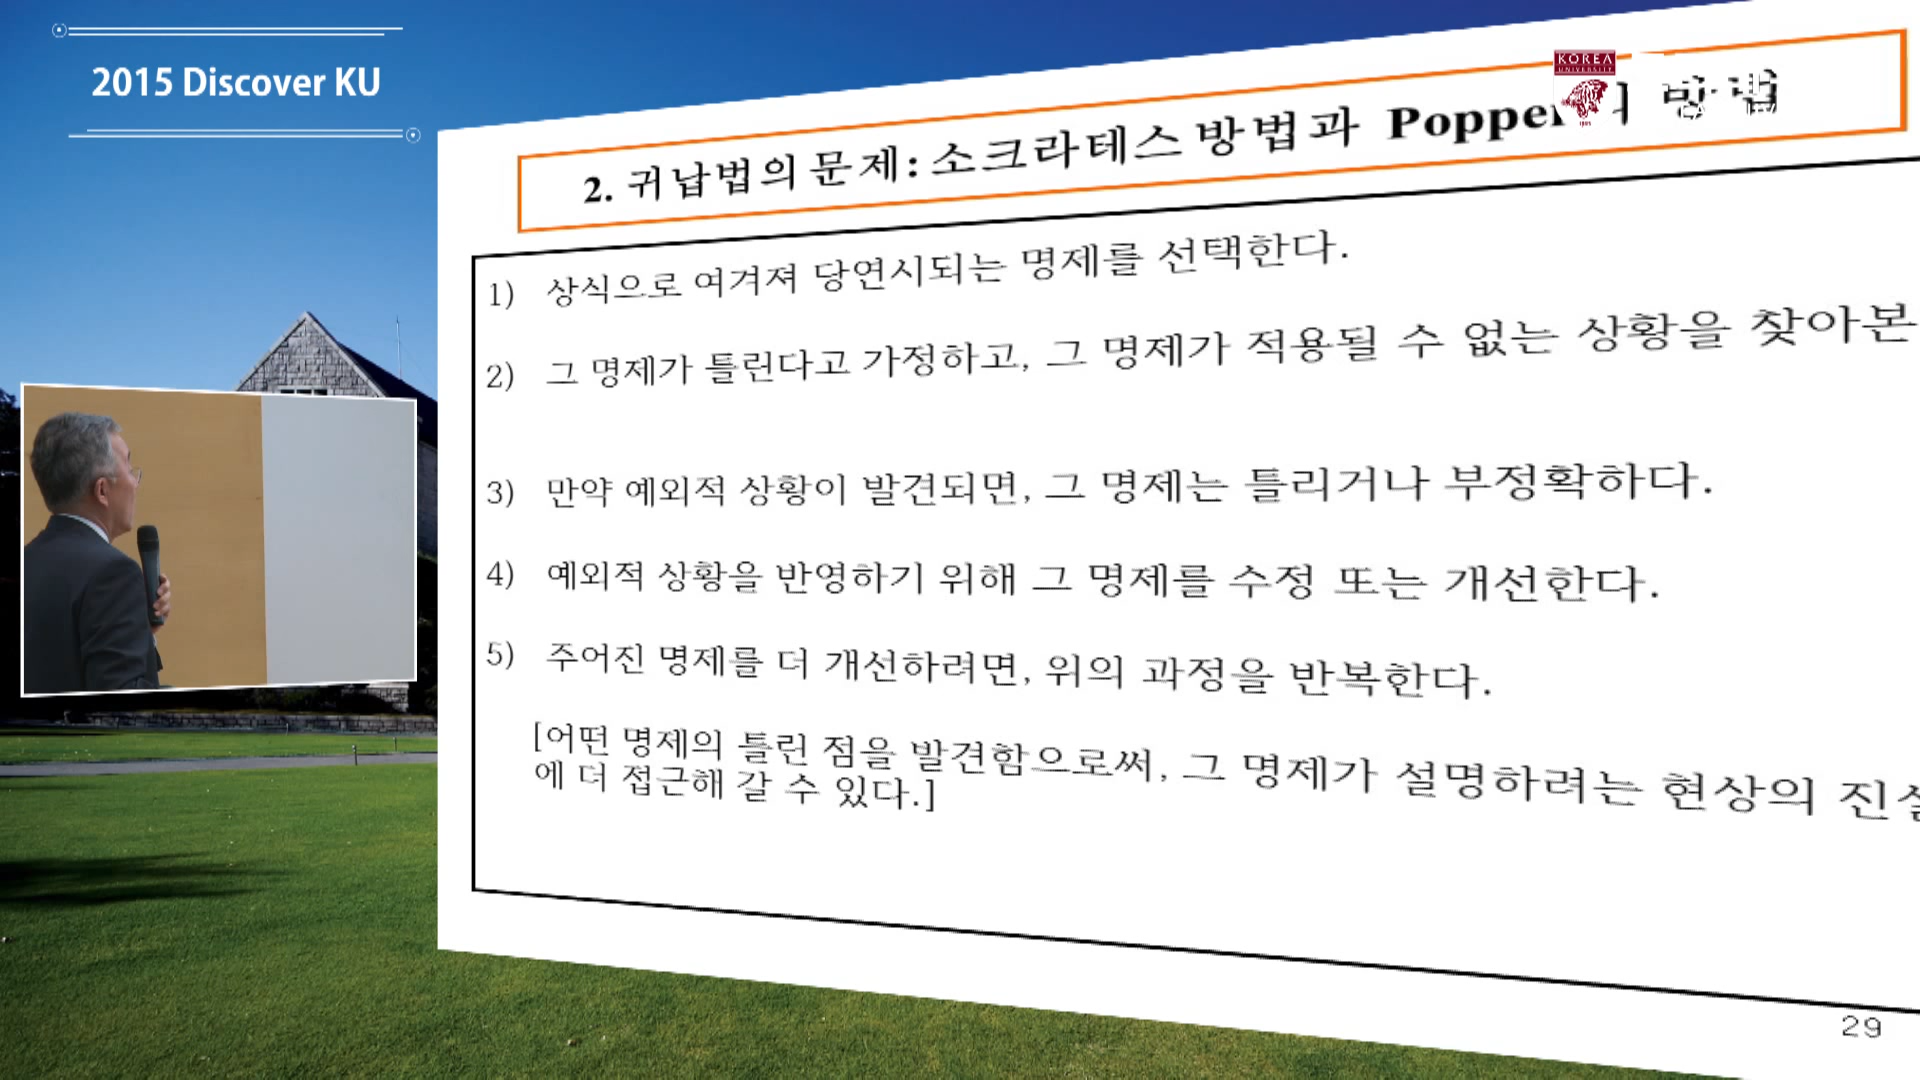 2015 Discover KU
KOREA
UNIVERSITY
2. 귀납법의 문제: 소크라테스 방법과 Popper 방법
1) 상식으로 여겨져 당연시되는 명제를 선택한다.
2) 그 명제가 틀린다고 가정하고, 그 명제가 적용될 수 없는 상황을 찾아본
3) 만약 예외적 상황이 발견되면, 그 명제는 틀리거나 부정확하다.
4) 예외적 상황을 반영하기 위해 그 명제를 수정 또는 개선한다.
5) 주어진 명제를 더 개선하려면, 위의 과정을 반복한다.
[어떤 명제의 틀린 점을 발견함으로써, 그 명제가 설명하려는 현상의
에 더 접근해 갈 수 있다.]
29